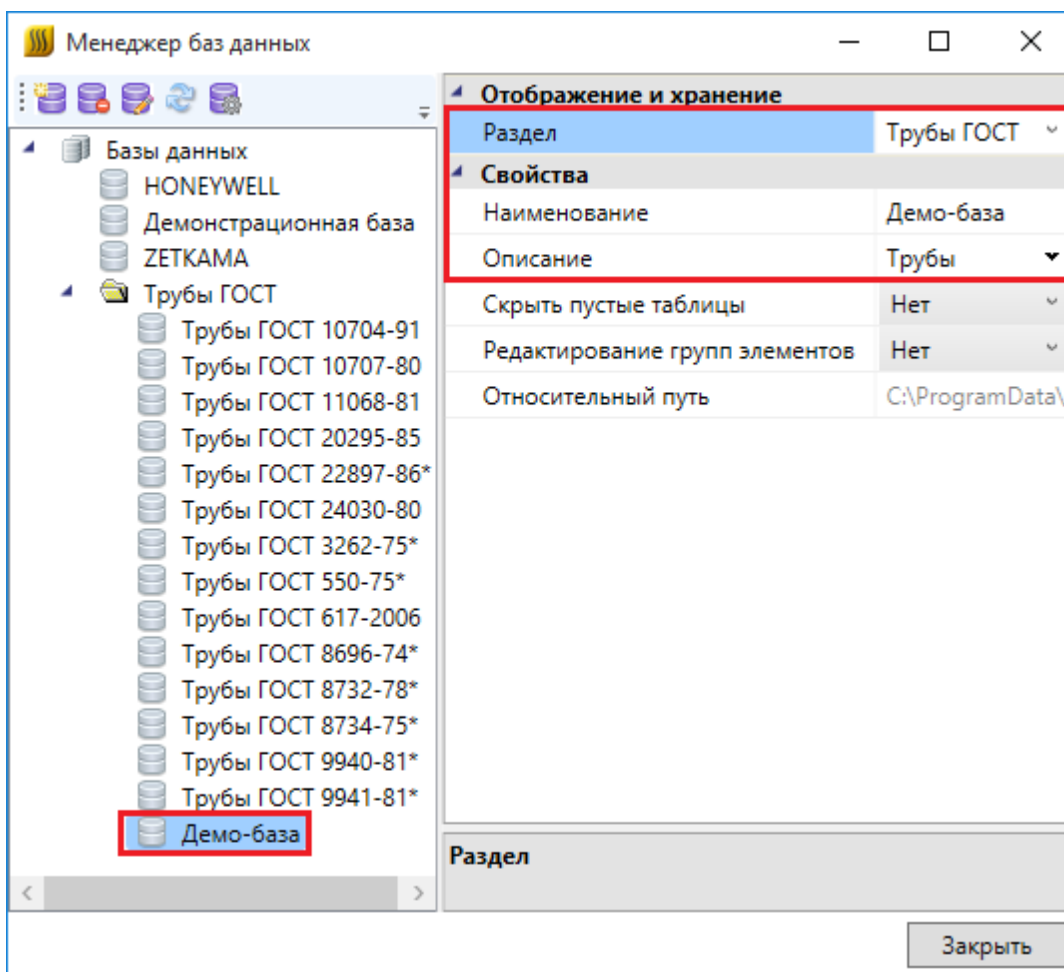 Менеджер баз данных
Базы данных
HONEYWELL
Демонстрационная база
ZETKAMA
Трубы ГОСТ
Трубы ГОСТ 10704-91
Трубы ГОСТ 10707-80
Трубы ГОСТ 11068-81
Трубы ГОСТ 20295-85
Трубы ГОСТ 22897-86*
Трубы ГОСТ 24030-80
Трубы ГОСТ 3262-75*
Трубы ГОСТ 550-75*
Трубы ГОСТ 617-2006
Трубы ГОСТ 8696-74*
Трубы ГОСТ 8732-78*
Трубы ГОСТ 8734-75*
Трубы ГОСТ 9940-81*
Трубы ГОСТ 9941-81*
Демо-база
Отображение и хранение
Раздел Трубы ГОСТ
Свойства
Наименование Демо-база
Описание Трубы
Скрыть пустые таблицы Нет
Редактирование групп элементов Нет
Относительный путь C:\ProgramData\
Раздел
Закрыть